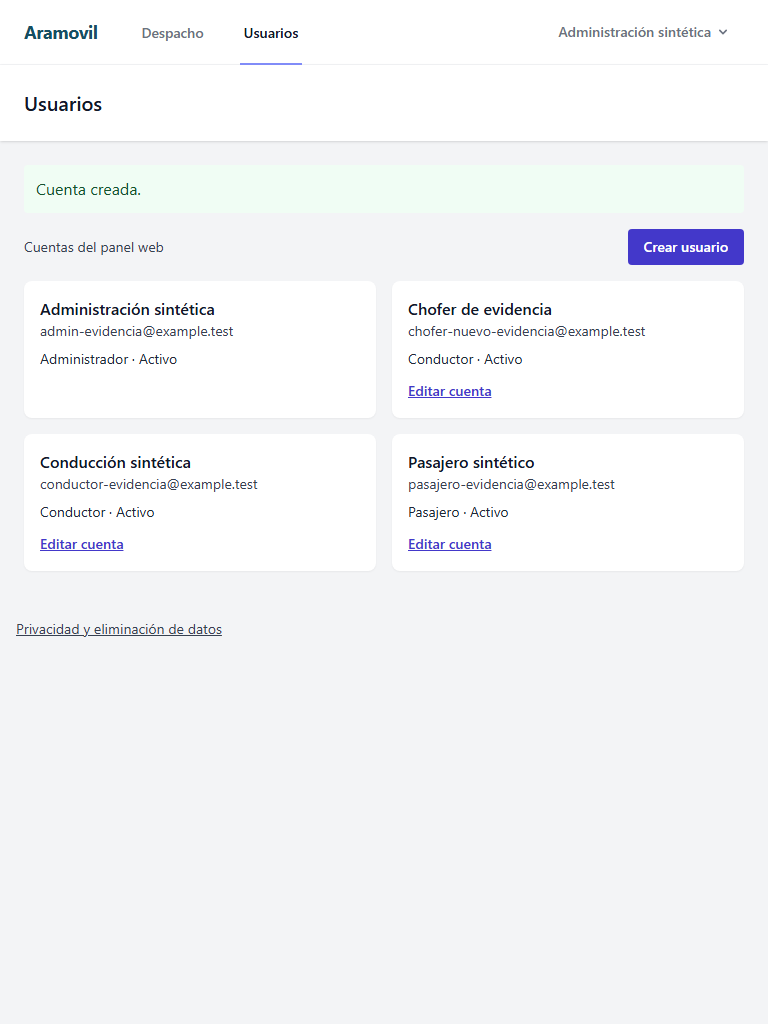 Aramovil
Despacho
Usuarios
Administración sintética
Usuarios
Cuenta creada.
Cuentas del panel web
Crear usuario
Administración sintética
admin-evidencia@example.test
Administrador · Activo
Chofer de evidencia
chofer-nuevo-evidencia@example.test
Conductor · Activo
Editar cuenta
Conducción sintética
conductor-evidencia@example.test
Conductor · Activo
Editar cuenta
Pasajero sintético
pasajero-evidencia@example.test
Pasajero · Activo
Editar cuenta
Privacidad y eliminación de datos